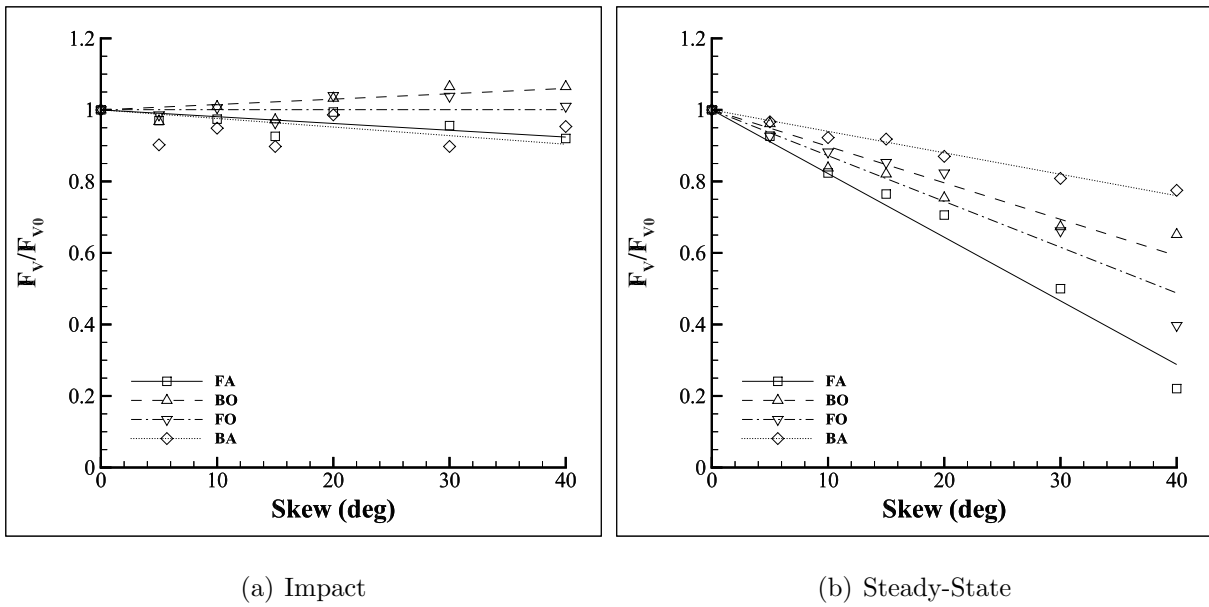 1.2
1
0.8
0.6
0.4
0.2
0
F_V/F_V0
FA
BO
FO
BA
0 10 20 30 40
Skew (deg)
1.2
1
0.8
0.6
0.4
0.2
0
F_V/F_V0
FA
BO
FO
BA
0 10 20 30 40
Skew (deg)
(a) Impact
(b) Steady-State